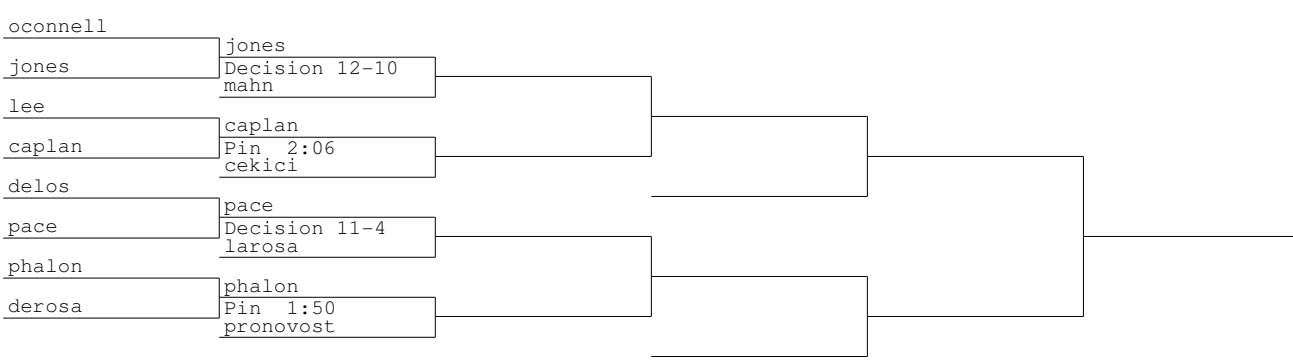 oconnell
jones
jones
Decision 12-10
mahn
lee
caplan
caplan
Pin 2:06
cekici
delos
pace
pace
Decision 11-4
larosa
phalon
derosa
phalon
Pin 1:50
pronovost